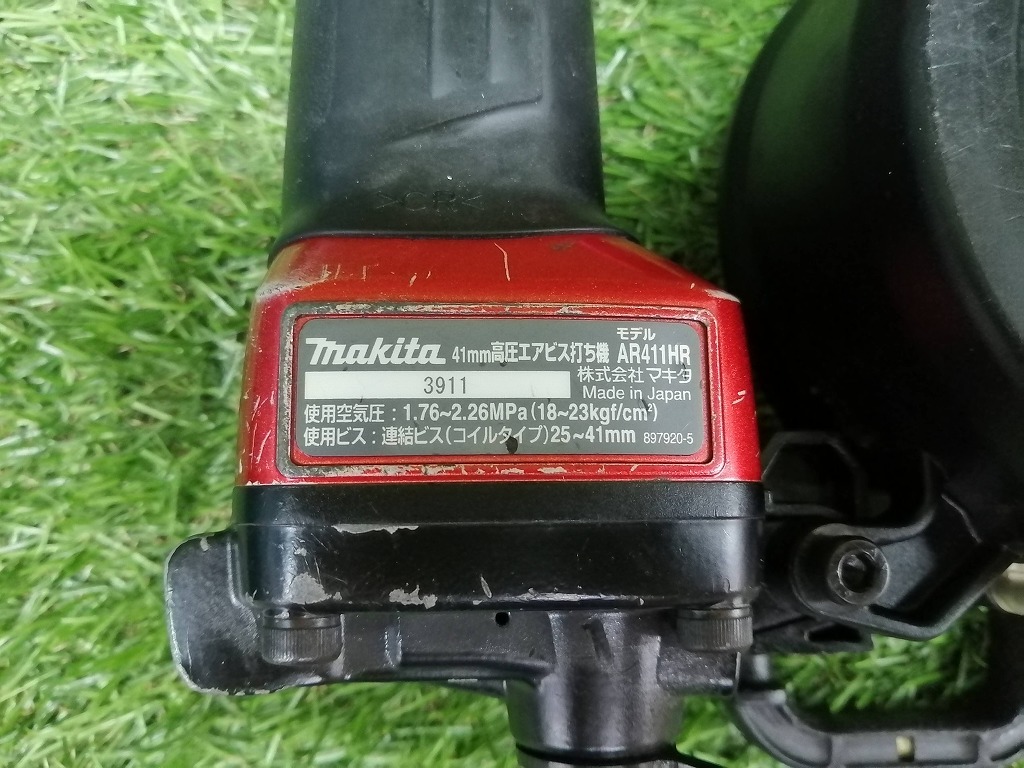 >CR<
makita 41mm高圧エアビス打ち機 モデル AR411HR
3911 株式会社マキタ
Made in Japan
使用空気圧：1.76~2.26MPa(18~23kgf/cm²)
使用ビス：連結ビス(コイルタイプ)25~41mm 897920-5